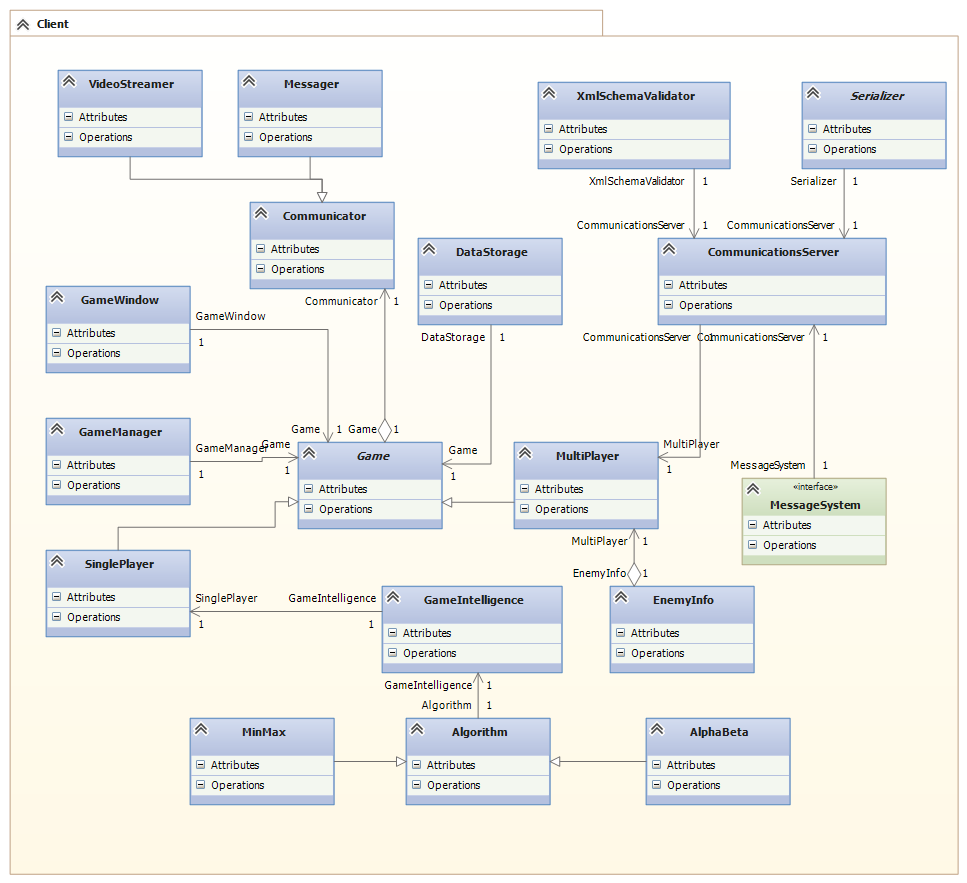 Client
VideoStreamer
Attributes
Operations
Messager
Attributes
Operations
XmlSchemaValidator
Attributes
Operations
Serializer
Attributes
Operations
XmlSchemaValidator 1
Serializer 1
CommunicationsServer 1
CommunicationsServer 1
Communicator
Attributes
Operations
DataStorage
Attributes
Operations
CommunicationsServer
Attributes
Operations
GameWindow
Attributes
Operations
Communicator 1
GameWindow
1
DataStorage 1
CommunicationsServer 1
CommunicationsServer 1
GameManager
Attributes
Operations
Game 1
Game 1
GameManager
1
Game
1
Game
1
Game
Attributes
Operations
MultiPlayer
Attributes
Operations
MultiPlayer
1
MessageSystem 1
«interface»
MessageSystem
Attributes
Operations
MultiPlayer 1
EnemyInfo 1
SinglePlayer
Attributes
Operations
SinglePlayer
1
GameIntelligence
1
GameIntelligence
Attributes
Operations
EnemyInfo
Attributes
Operations
GameIntelligence 1
Algorithm 1
MinMax
Attributes
Operations
Algorithm
Attributes
Operations
AlphaBeta
Attributes
Operations